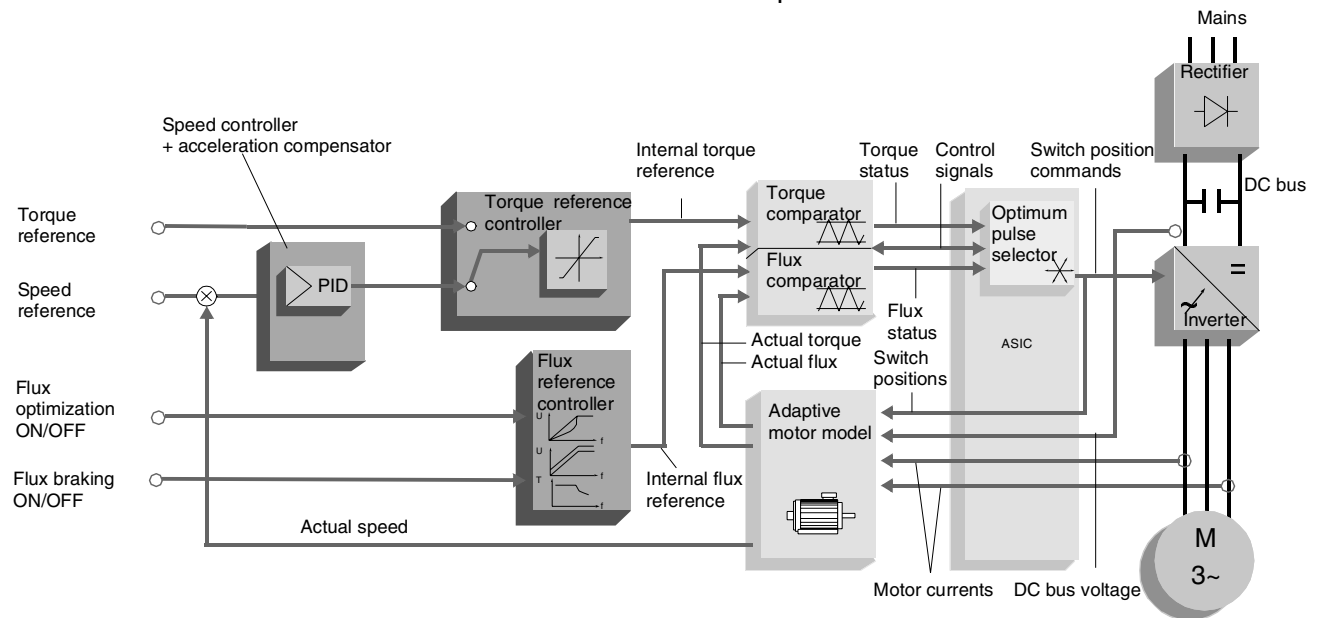 Mains
Rectifier
DC bus
Speed controller
+ acceleration compensator
Internal torque
reference
Torque
status
Control
signals
Switch position
commands
Torque
reference
Torque reference
controller
Torque
comparator
Optimum
pulse
selector
Speed
reference
PID
Flux
comparator
=
~
Inverter
Flux
status
ASIC
Actual torque
Actual flux
Switch
positions
Flux
optimization
ON/OFF
Flux
reference
controller
U
f
U
f
T
f
Adaptive
motor model
Flux braking
ON/OFF
Internal flux
reference
Actual speed
Motor currents
DC bus voltage
M
3~